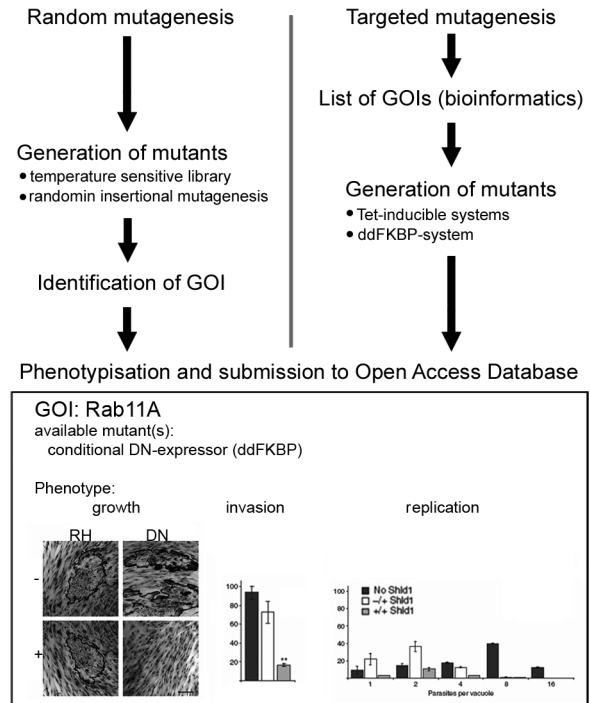 Random mutagenesis
Generation of mutants
• temperature sensitive library
• randomin insertional mutagenesis
Identification of GOI
Targeted mutagenesis
List of GOIs (bioinformatics)
Generation of mutants
• Tet-inducible systems
• ddFKBP-system
Phenotypisation and submission to Open Access Database
GOI: Rab11A
available mutant(s):
conditional DN-expressor (ddFKBP)
Phenotype:
growth
RH DN
-
+
invasion
100
80
60
40
20
**
replication
No Shld1
-/+ Shld1
+/+ Shld1
100
80
60
40
20
1 2 4 8 16
Parasites per vacuole